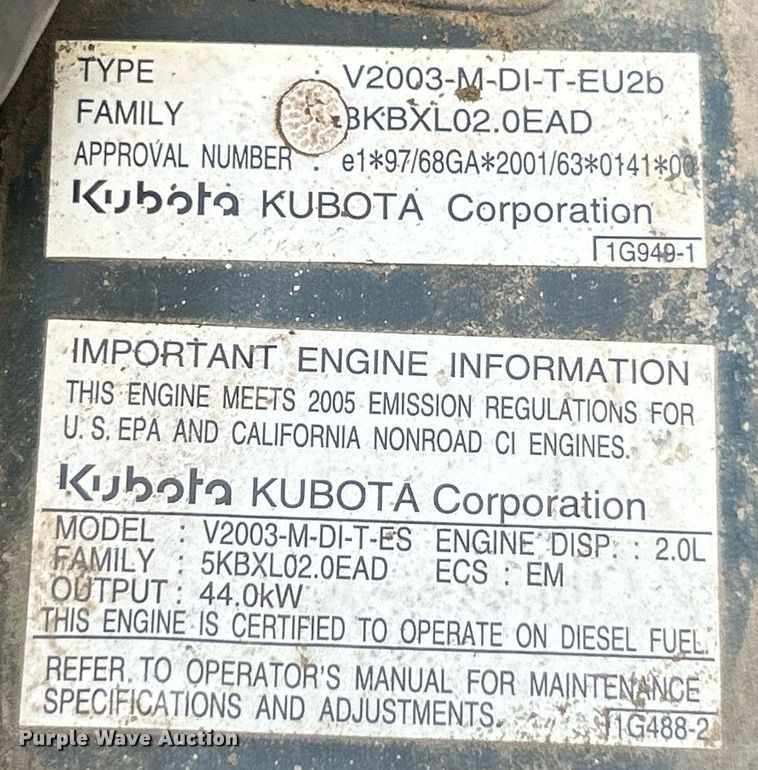 TYPE : V2003-M-DI-T-EU2b
FAMILY 3KBXL02.0EAD
APPROVAL NUMBER : e1*97/68GA*2001/63*0141*00
Kubota KUBOTA Corporation
1G949-1
IMPORTANT ENGINE INFORMATION
THIS ENGINE MEETS 2005 EMISSION REGULATIONS FOR
U.S. EPA AND CALIFORNIA NONROAD CI ENGINES.
Kubota KUBOTA Corporation
MODEL : V2003-M-DI-T-ES ENGINE DISP. : 2.0L
FAMILY : 5KBXL02.0EAD ECS : EM
OUTPUT : 44.0kW
THIS ENGINE IS CERTIFIED TO OPERATE ON DIESEL FUEL.
REFER TO OPERATOR'S MANUAL FOR MAINTENANCE
SPECIFICATIONS AND ADJUSTMENTS.
1G488-2
Purple Wave Auction